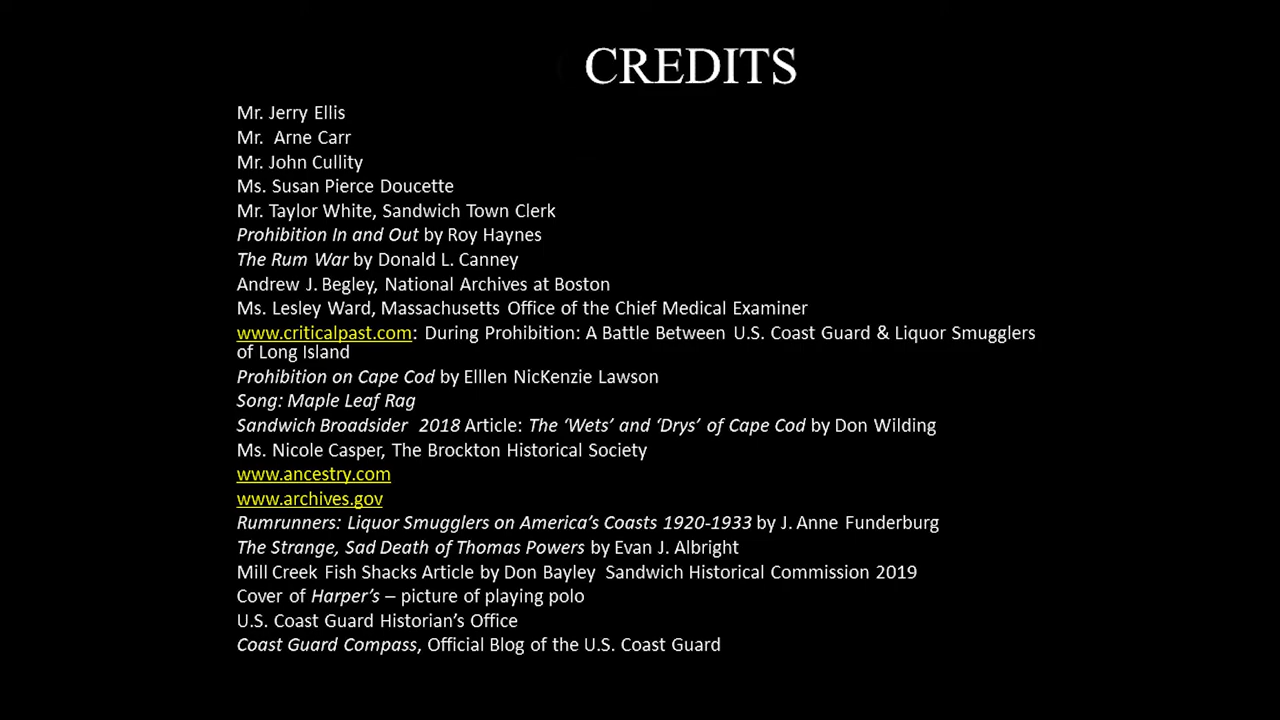 CREDITS
Mr. Jerry Ellis
Mr.  Arne Carr
Mr. John Cullity
Ms. Susan Pierce Doucette
Mr. Taylor White, Sandwich Town Clerk
Prohibition In and Out by Roy Haynes
The Rum War by Donald L. Canney
Andrew J. Begley, National Archives at Boston
Ms. Lesley Ward, Massachusetts Office of the Chief Medical Examiner
www.criticalpast.com: During Prohibition: A Battle Between U.S. Coast Guard & Liquor Smugglers
of Long Island
Prohibition on Cape Cod by Elllen NicKenzie Lawson
Song: Maple Leaf Rag
Sandwich Broadsider  2018 Article: The ‘Wets’ and ‘Drys’ of Cape Cod by Don Wilding
Ms. Nicole Casper, The Brockton Historical Society
www.ancestry.com
www.archives.gov
Rumrunners: Liquor Smugglers on America’s Coasts 1920-1933 by J. Anne Funderburg
The Strange, Sad Death of Thomas Powers by Evan J. Albright
Mill Creek Fish Shacks Article by Don Bayley  Sandwich Historical Commission 2019
Cover of Harper’s – picture of playing polo
U.S. Coast Guard Historian’s Office
Coast Guard Compass, Official Blog of the U.S. Coast Guard